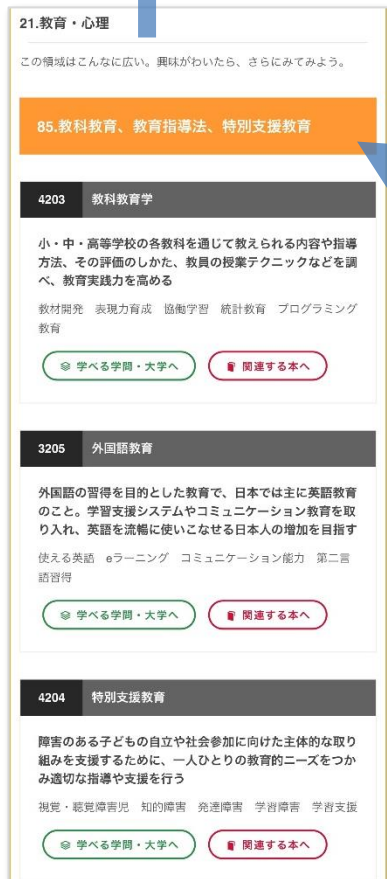 21.教育・心理
この領域はこんなに広い。興味がわいたら、さらにみてみよう。
85.教科教育、教育指導法、特別支援教育
4203 教科教育学
小・中・高等学校の各教科を通じて教えられる内容や指導
方法、その評価のしかた、教員の授業テクニックなどを調
べ、教育実践力を高める
教材開発 表現力育成 協働学習 統計教育 プログラミング
教育
学べる学問・大学へ 関連する本へ
3205 外国語教育
外国語の習得を目的とした教育で、日本では主に英語教育
のこと。学習支援システムやコミュニケーション教育を取
り入れ、英語を流暢に使いこなせる日本人の増加を目指す
使える英語 eラーニング コミュニケーション能力 第二言
語習得
学べる学問・大学へ 関連する本へ
4204 特別支援教育
障害のある子どもの自立や社会参加に向けた主体的な取り
組みを支援するために、一人ひとりの教育的ニーズをつか
み適切な指導や支援を行う
視覚・聴覚障害児 知的障害 発達障害 学習障害 学習支援
学べる学問・大学へ 関連する本へ